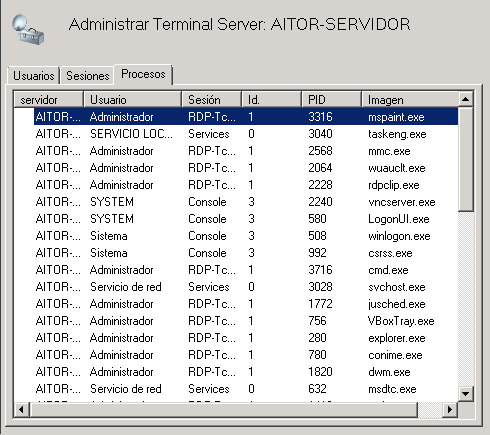 Administrar Terminal Server: AITOR-SERVIDOR
Usuarios Sesiones Procesos
servidor Usuario Sesión Id. PID Imagen
AITOR-... Administrador RDP-Tc... 1 3316 mspaint.exe
AITOR-... SERVICIO LOC... Services 0 3040 taskeng.exe
AITOR-... Administrador RDP-Tc... 1 2568 mmc.exe
AITOR-... Administrador RDP-Tc... 1 2064 wuauclt.exe
AITOR-... Administrador RDP-Tc... 1 2228 rdpclip.exe
AITOR-... SYSTEM Console 3 2240 vncserver.exe
AITOR-... SYSTEM Console 3 580 LogonUI.exe
AITOR-... Sistema Console 3 508 winlogon.exe
AITOR-... Sistema Console 3 992 csrss.exe
AITOR-... Administrador RDP-Tc... 1 3716 cmd.exe
AITOR-... Servicio de red Services 0 3028 svchost.exe
AITOR-... Administrador RDP-Tc... 1 1772 jusched.exe
AITOR-... Administrador RDP-Tc... 1 756 VBoxTray.exe
AITOR-... Administrador RDP-Tc... 1 280 explorer.exe
AITOR-... Administrador RDP-Tc... 1 780 conime.exe
AITOR-... Administrador RDP-Tc... 1 1820 dwm.exe
AITOR-... Servicio de red Services 0 632 msdtc.exe